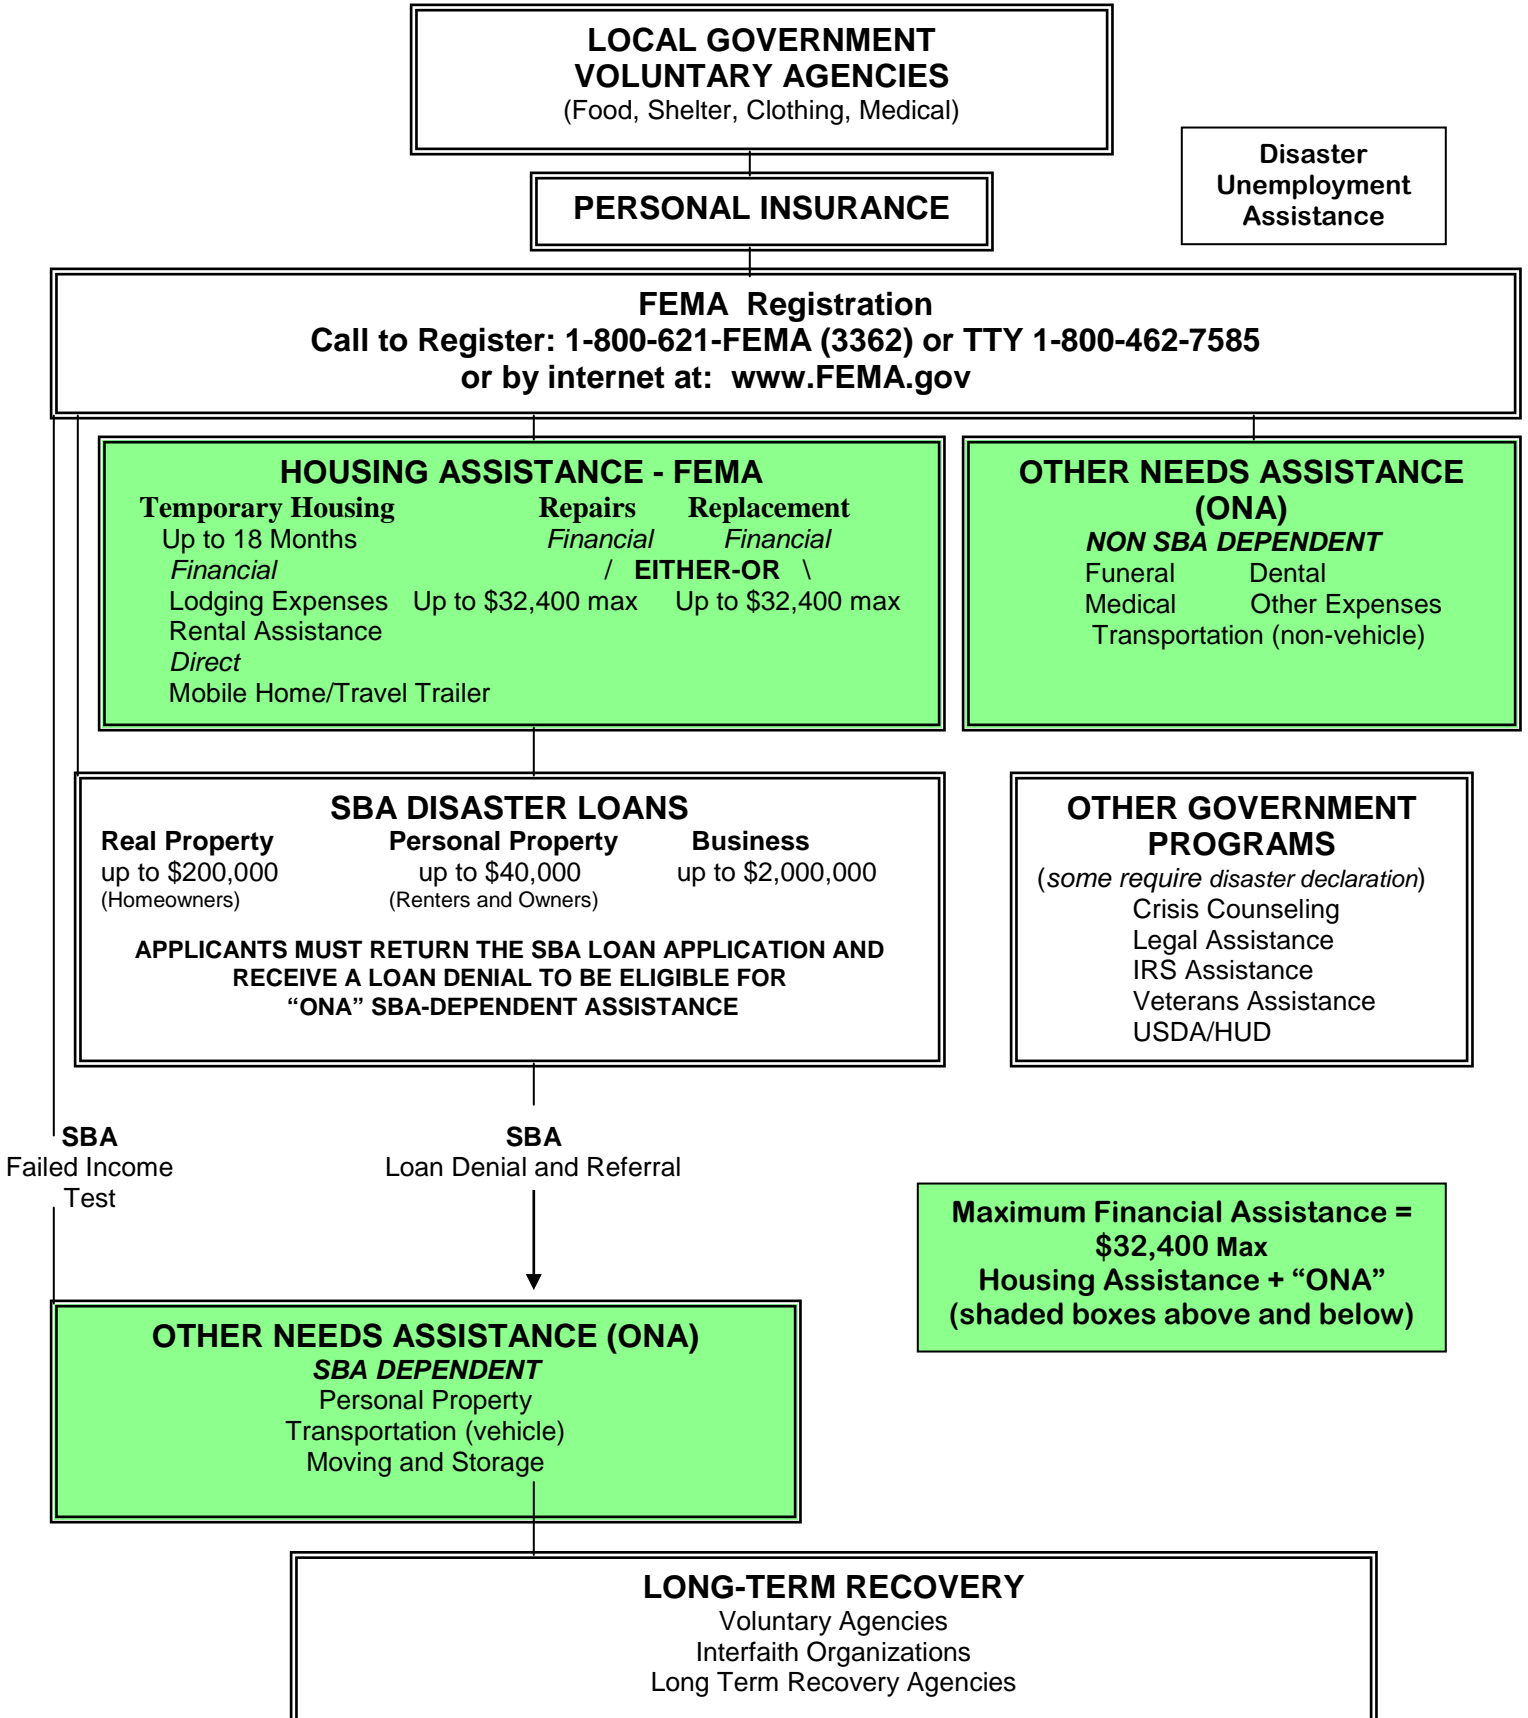 LOCAL GOVERNMENT
VOLUNTARY AGENCIES
(Food, Shelter, Clothing, Medical)
Disaster
Unemployment
Assistance
PERSONAL INSURANCE
FEMA Registration
Call to Register: 1-800-621-FEMA (3362) or TTY 1-800-462-7585
or by internet at: www.FEMA.gov
HOUSING ASSISTANCE - FEMA
Temporary Housing Repairs Replacement
Up to 18 Months Financial Financial
Financial / EITHER-OR \
Lodging Expenses Up to $32,400 max Up to $32,400 max
Rental Assistance
Direct
Mobile Home/Travel Trailer
OTHER NEEDS ASSISTANCE
(ONA)
NON SBA DEPENDENT
Funeral Dental
Medical Other Expenses
Transportation (non-vehicle)
SBA DISASTER LOANS
Real Property Personal Property Business
up to $200,000 up to $40,000 up to $2,000,000
(Homeowners) (Renters and Owners)
APPLICANTS MUST RETURN THE SBA LOAN APPLICATION AND
RECEIVE A LOAN DENIAL TO BE ELIGIBLE FOR
“ONA” SBA-DEPENDENT ASSISTANCE
OTHER GOVERNMENT
PROGRAMS
(some require disaster declaration)
Crisis Counseling
Legal Assistance
IRS Assistance
Veterans Assistance
USDA/HUD
SBA
Failed Income
Test
SBA
Loan Denial and Referral
Maximum Financial Assistance =
$32,400 Max
Housing Assistance + “ONA”
(shaded boxes above and below)
OTHER NEEDS ASSISTANCE (ONA)
SBA DEPENDENT
Personal Property
Transportation (vehicle)
Moving and Storage
LONG-TERM RECOVERY
Voluntary Agencies
Interfaith Organizations
Long Term Recovery Agencies